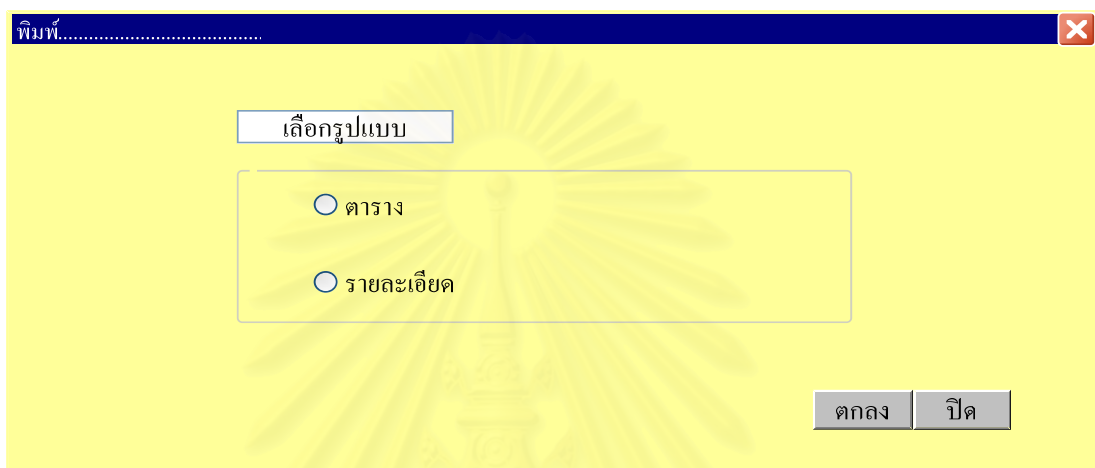 พิมพ์........................................
เลือกรูปแบบ
ตาราง
รายละเอียด
ตกลง ปิด